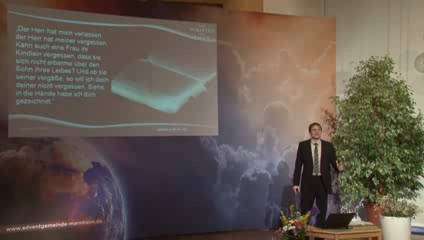 „Der Herr hat mich verlassen
der Herr hat meiner vergessen.
Kann auch eine Frau ihr
Kindlein vergessen, dass sie
sich nicht erbarme über den
Sohn ihres Leibes? Und ob sie
seiner vergäße, so will ich doch
deiner nicht vergessen. Siehe,
in die Hände habe ich dich
gezeichnet."
www.adventgemeinde-mannheim.de